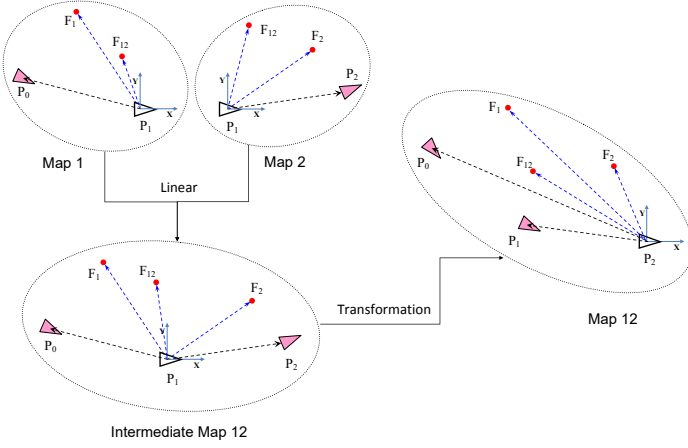 F1
F12
P0
Y
X
P1
Map 1
F12
F2
P2
Y
X
P1
Map 2
Linear
F1
F12
F2
P0
Y
X
P1
P2
Intermediate Map 12
Transformation
F1
P0
F12
F2
P1
Y
X
P2
Map 12